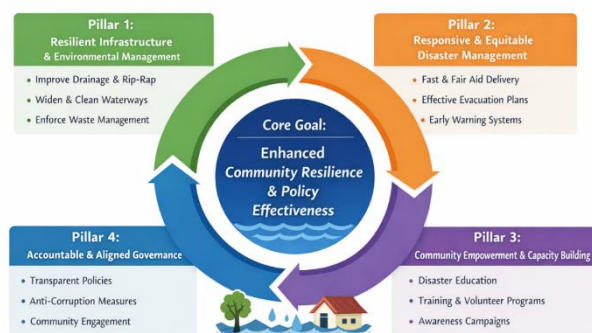 Pillar 1:
Resilient Infrastructure
& Environmental Management
• Improve Drainage & Rip-Rap
• Widen & Clean Waterways
• Enforce Waste Management
Pillar 2:
Responsive & Equitable
Disaster Management
• Fast & Fair Aid Delivery
• Effective Evacuation Plans
• Early Warning Systems
Core Goal:
Enhanced
Community Resilience
& Policy
Effectiveness
Pillar 4:
Accountable & Aligned Governance
• Transparent Policies
• Anti-Corruption Measures
• Community Engagement
Pillar 3:
Community Empowerment & Capacity Building
• Disaster Education
• Training & Volunteer Programs
• Awareness Campaigns